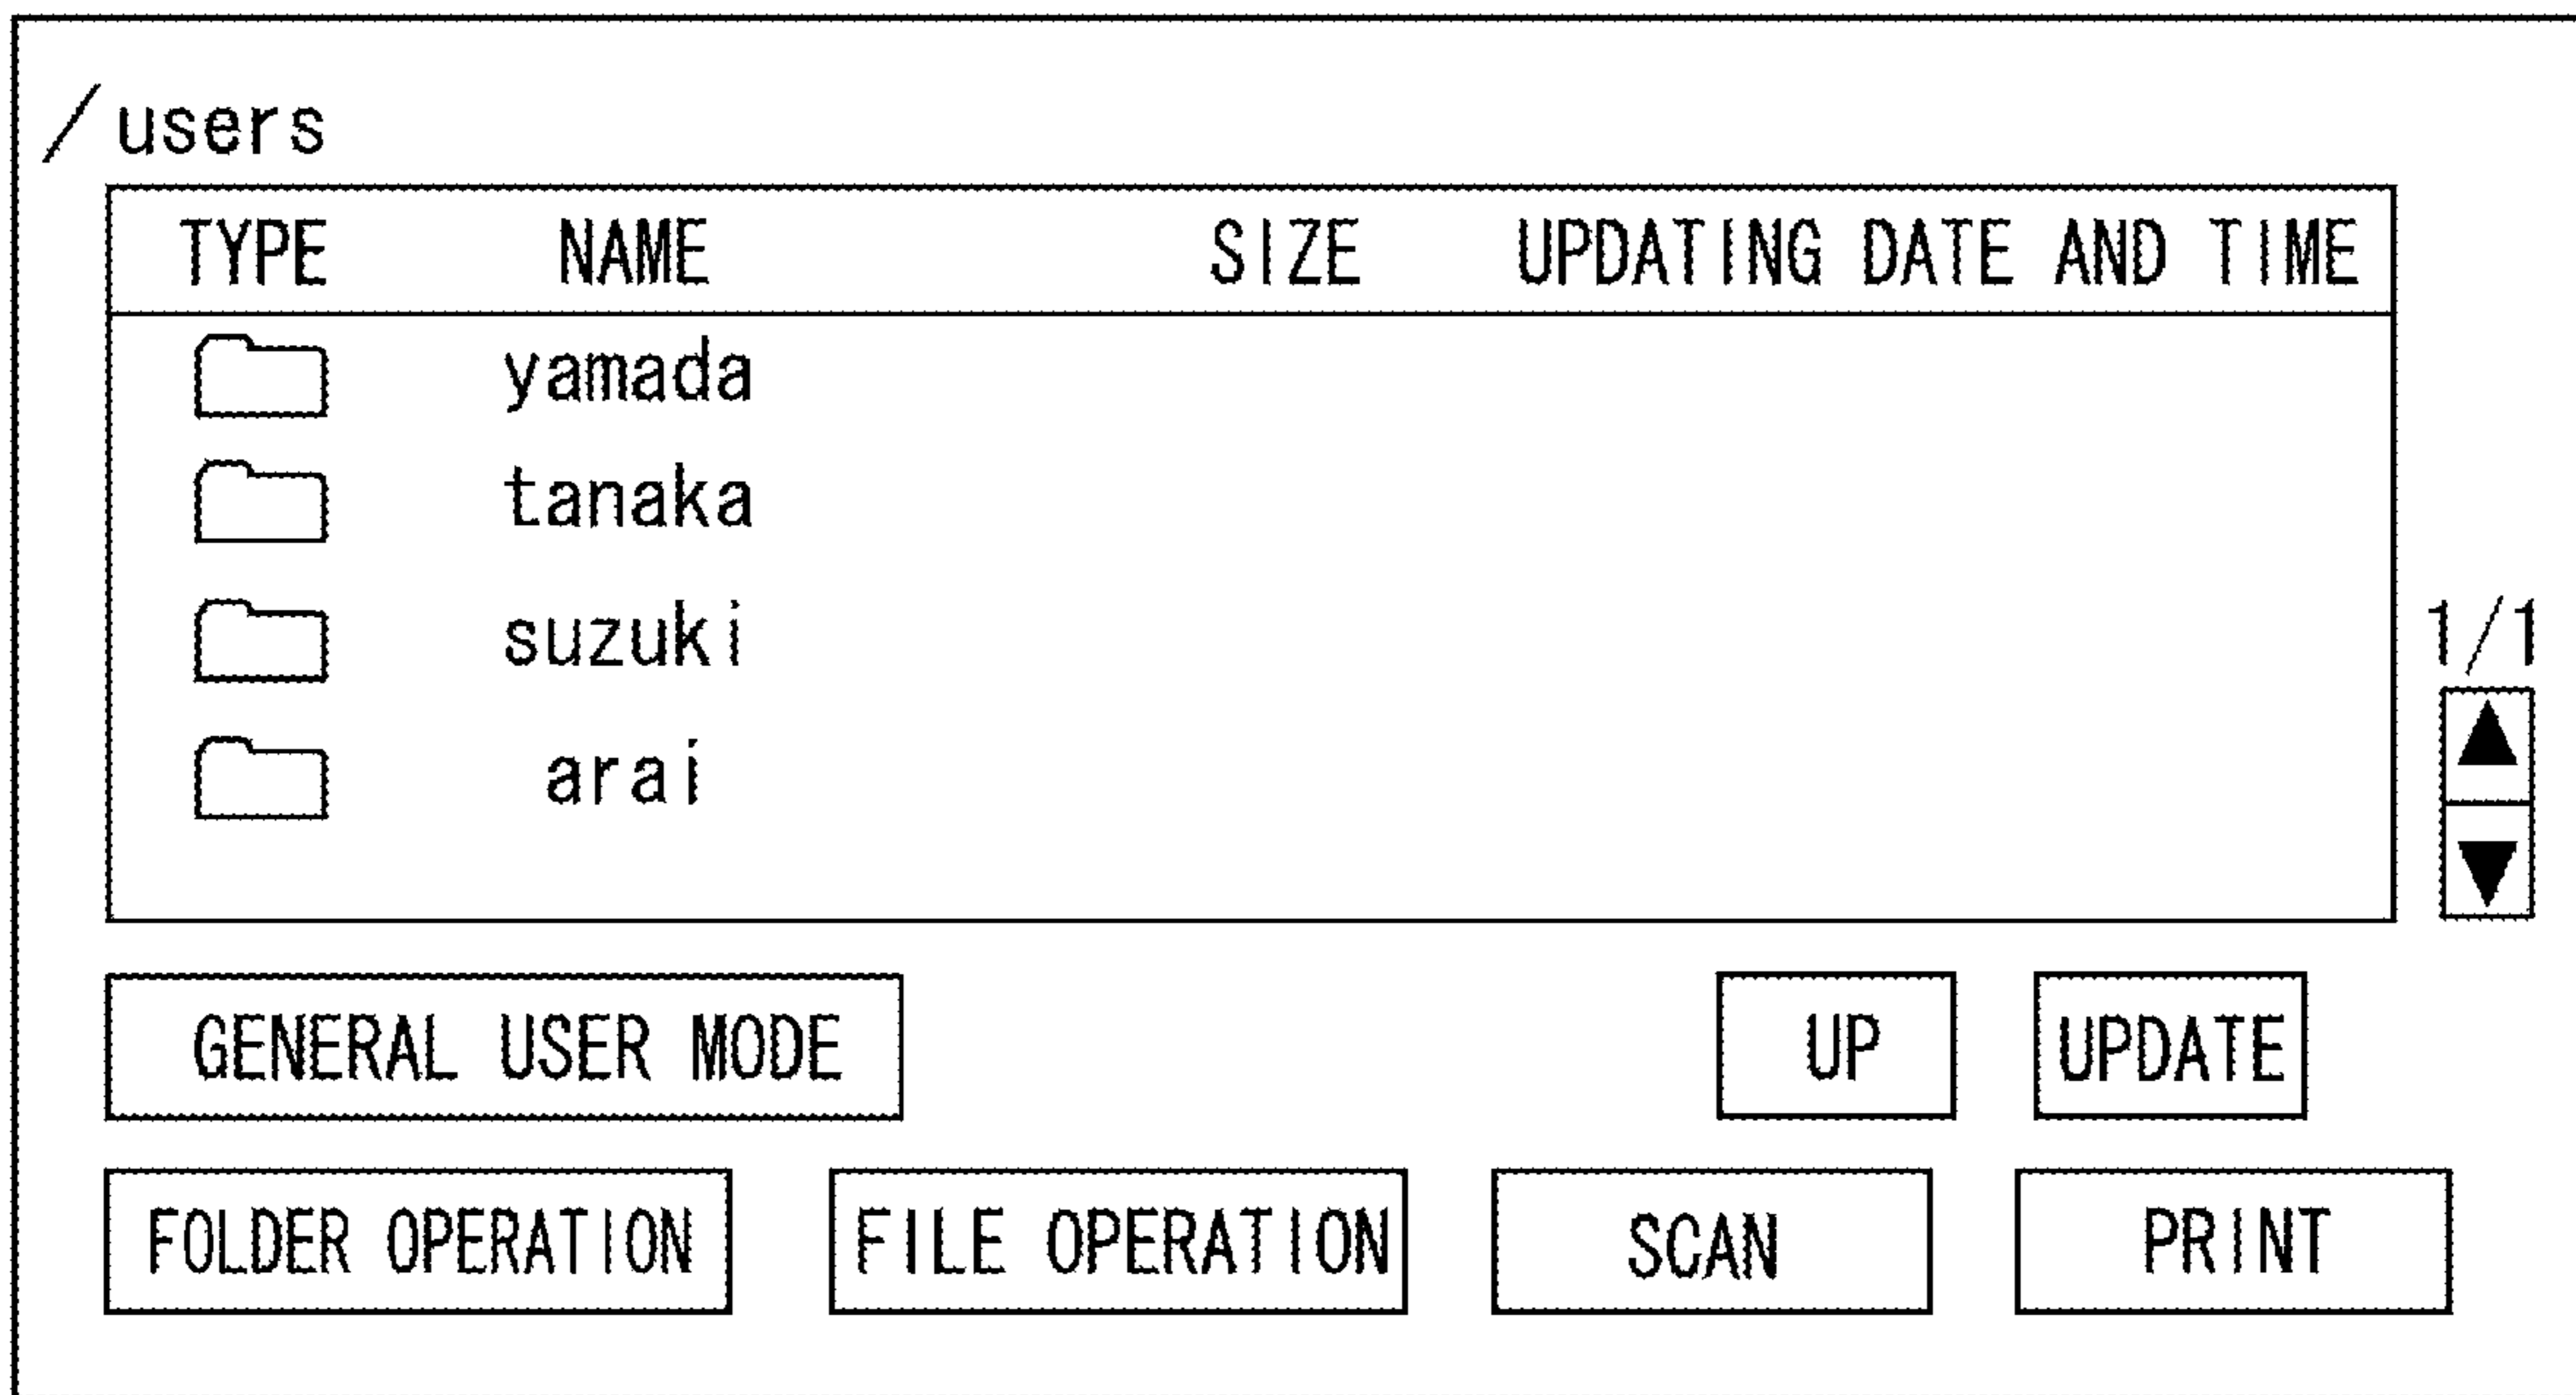 /users
TYPE NAME SIZE UPDATING DATE AND TIME
yamada
tanaka
suzuki
arai
1/1
GENERAL USER MODE UP UPDATE
FOLDER OPERATION FILE OPERATION SCAN PRINT